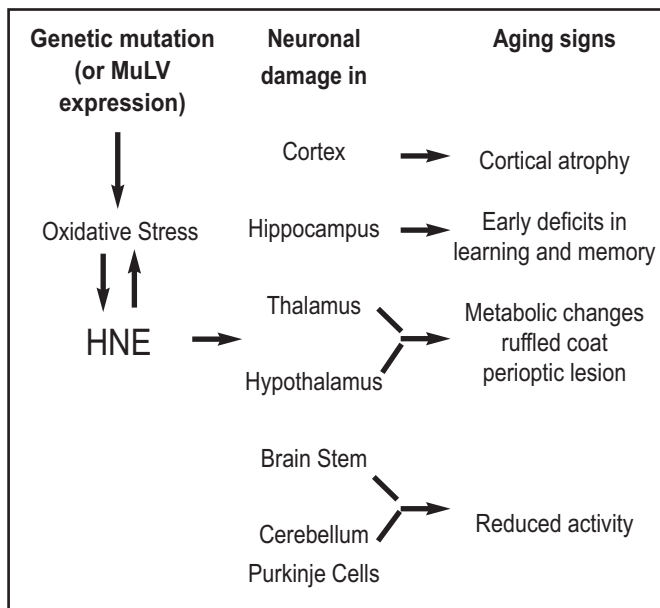 Genetic mutation
(or MuLV
expression)
Oxidative Stress
HNE
Neuronal
damage in
Cortex
Hippocampus
Thalamus
Hypothalamus
Brain Stem
Cerebellum
Purkinje Cells
Aging signs
Cortical atrophy
Early deficits in
learning and memory
Metabolic changes
ruffled coat
perioptic lesion
Reduced activity